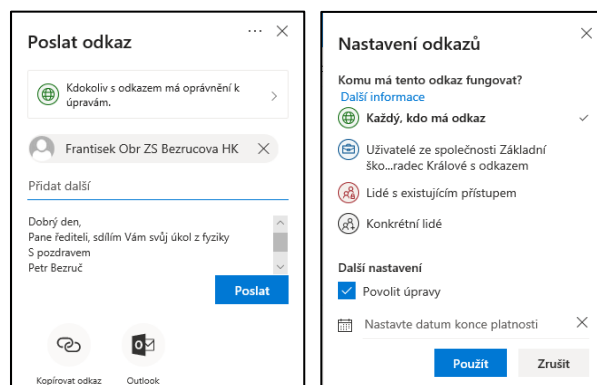 Poslat odkaz
Kdokoliv s odkazem má oprávnění k
úpravám.
Frantisek Obr ZS Bezrucova HK
Přidat další
Dobrý den,
Pane řediteli, sdílím Vám svůj úkol z fyziky
S pozdravem
Petr Bezruč
Poslat
Kopírovat odkaz
Outlook
Nastavení odkazů
Komu má tento odkaz fungovat?
Další informace
Každý, kdo má odkaz
Uživatelé ze společnosti Základní
ško...radec Králové s odkazem
Lidé s existujícím přístupem
Konkrétní lidé
Další nastavení
Povolit úpravy
Nastavte datum konce platnosti
Použít
Zrušit